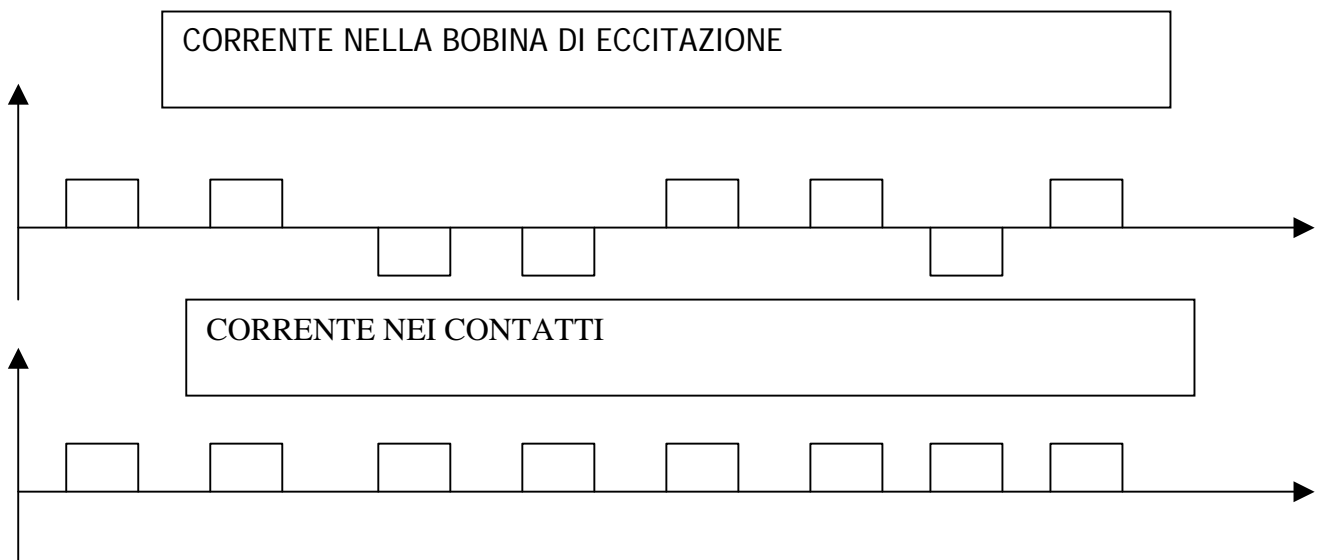 CORRENTE NELLA BOBINA DI ECCITAZIONE
CORRENTE NEI CONTATTI